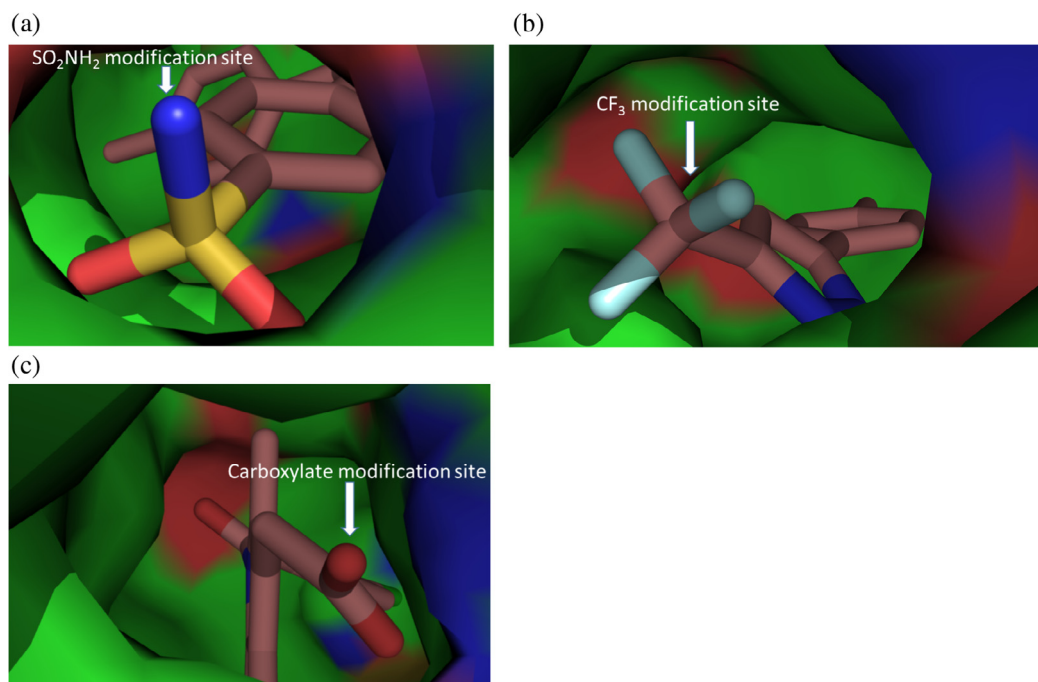 (a)
SO₂NH₂ modification site
(b)
CF₃ modification site
(c)
Carboxylate modification site